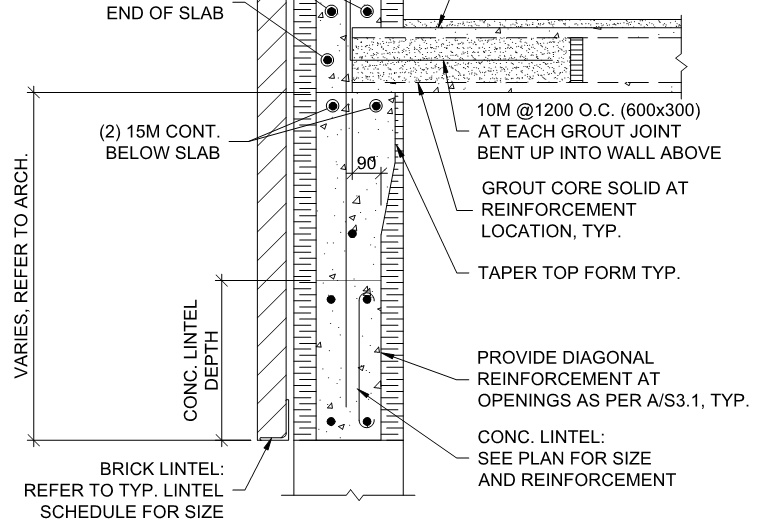 END OF SLAB
(2) 15M CONT.
BELOW SLAB
VARIES, REFER TO ARCH.
CONC. LINTEL
DEPTH
BRICK LINTEL:
REFER TO TYP. LINTEL
SCHEDULE FOR SIZE
90
10M @1200 O.C. (600x300)
AT EACH GROUT JOINT
BENT UP INTO WALL ABOVE
GROUT CORE SOLID AT
REINFORCEMENT
LOCATION, TYP.
TAPER TOP FORM TYP.
PROVIDE DIAGONAL
REINFORCEMENT AT
OPENINGS AS PER A/S3.1, TYP.
CONC. LINTEL:
SEE PLAN FOR SIZE
AND REINFORCEMENT